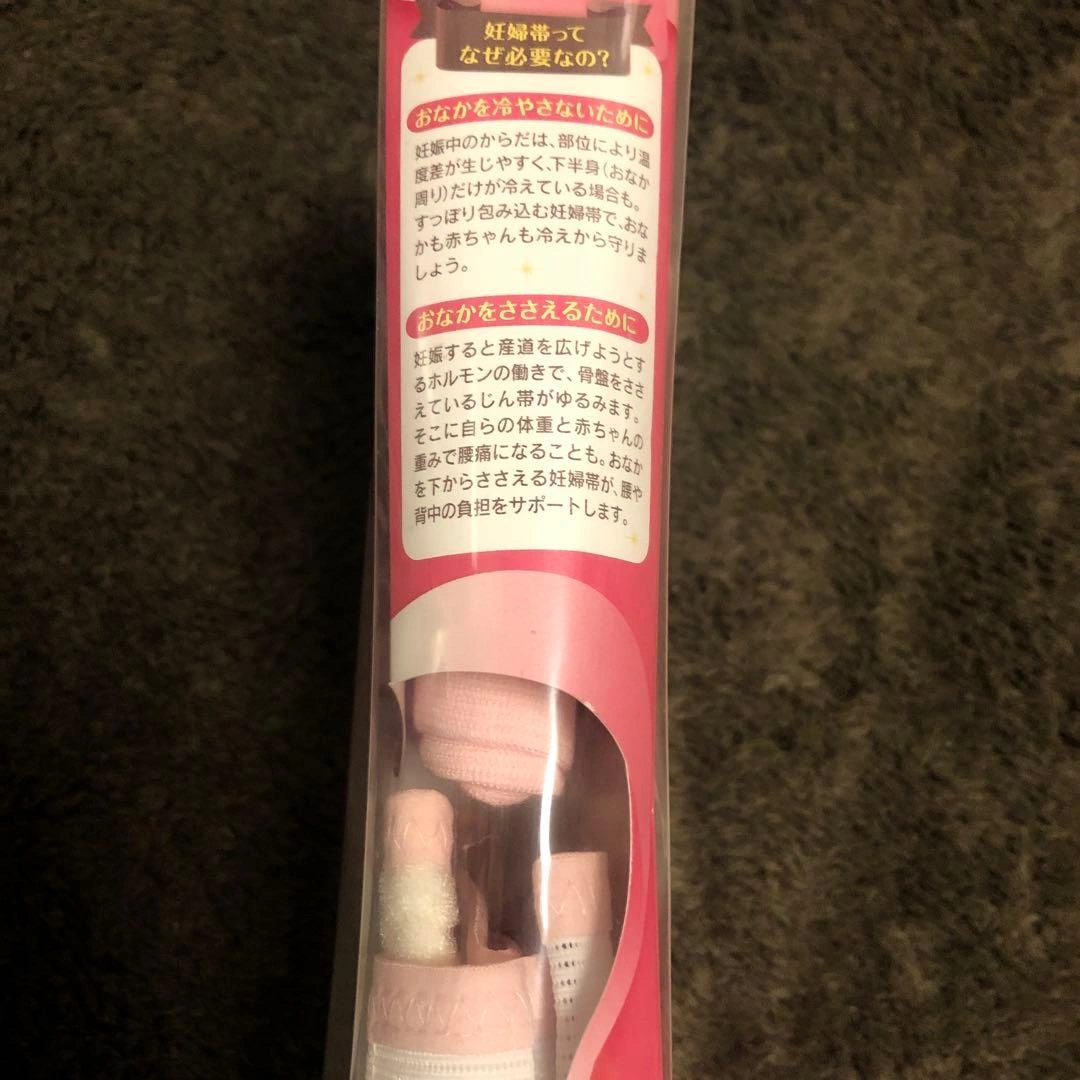 妊婦帯って
なぜ必要なの?
おなかを冷やさないために
妊娠中のからだは、部位により温
度差が生じやすく、下半身(おなか
周り)だけが冷えている場合も。
すっぽり包み込む妊婦帯で、おな
かも赤ちゃんも冷えから守りま
しょう。
おなかをささえるために
妊娠すると産道を広げようとす
るホルモンの働きで、骨盤をささ
えているじん帯がゆるみます。
そこに自らの体重と赤ちゃんの
重みで腰痛になることも。おなか
を下からささえる妊婦帯が、腰や
背中の負担をサポートします。